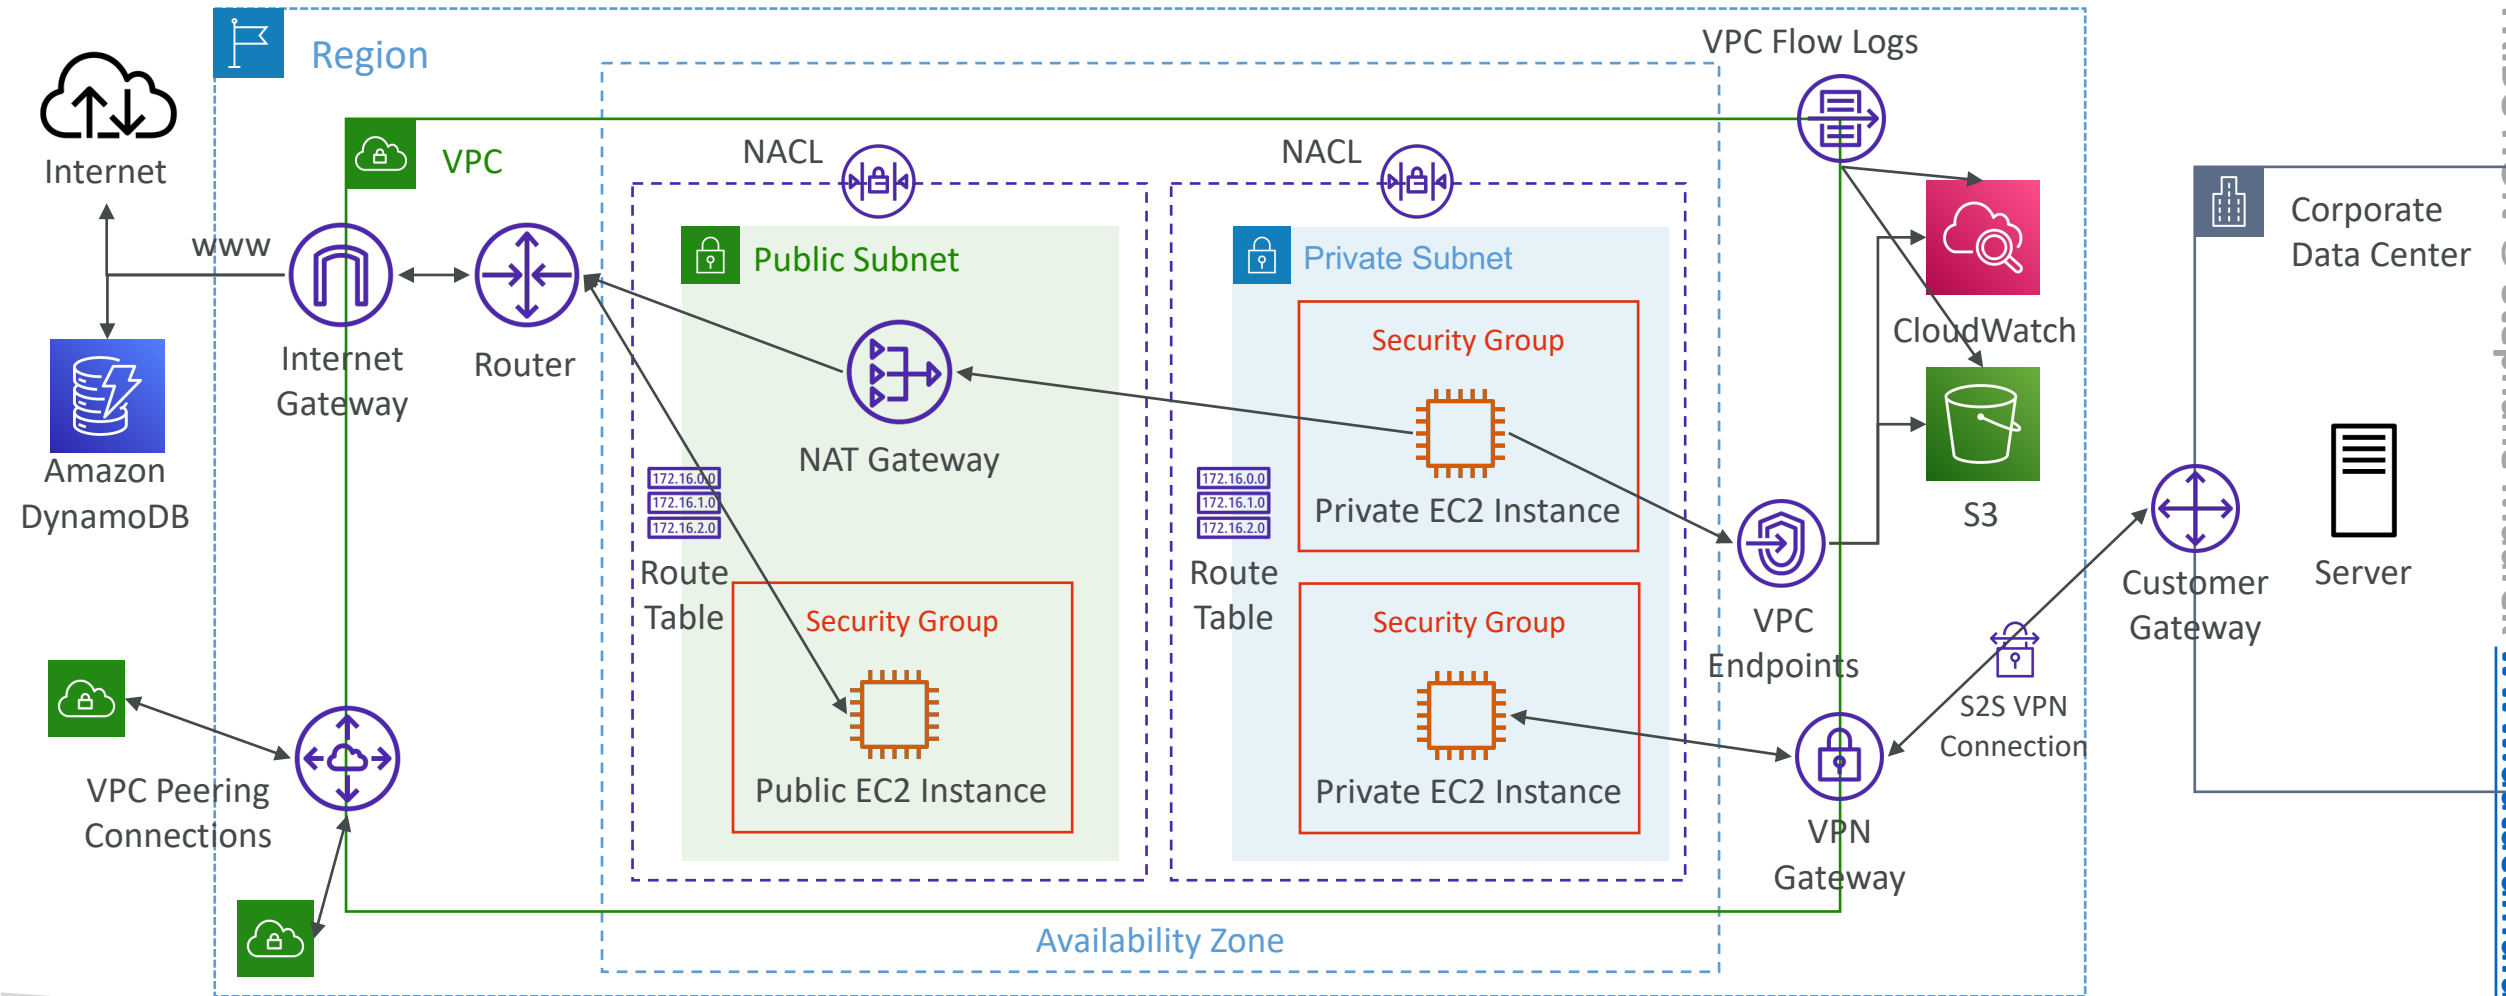 Region
VPC Flow Logs
Internet
VPC
NACL
NACL
www
Public Subnet
Private Subnet
Corporate
Data Center
Internet
Gateway
Router
Security Group
CloudWatch
Amazon
DynamoDB
NAT Gateway
172.16.0.0
172.16.1.0
172.16.2.0
Route
Table
172.16.0.0
172.16.1.0
172.16.2.0
Route
Table
Private EC2 Instance
S3
Server
Customer
Gateway
VPC
Endpoints
Security Group
Security Group
S2S VPN
Connection
VPC Peering
Connections
Public EC2 Instance
Private EC2 Instance
VPN
Gateway
Availability Zone